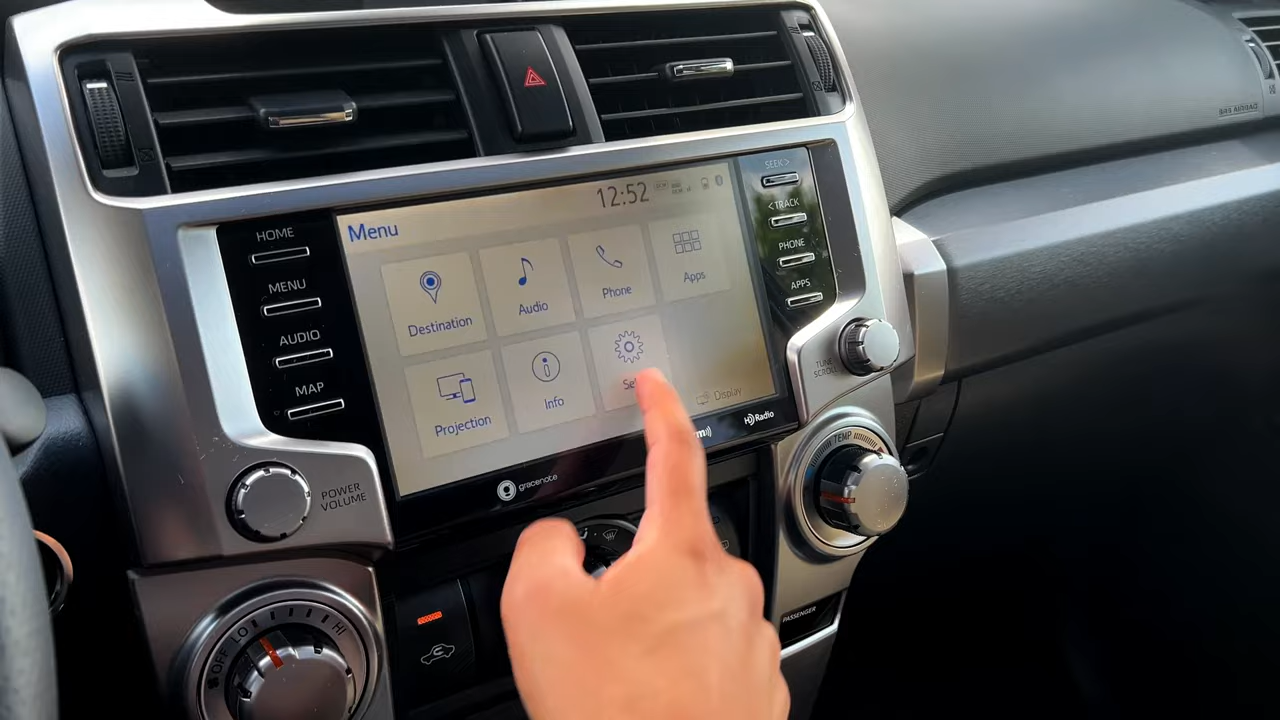 SRS AIRBAG
SEEK >
< TRACK
PHONE
APPS
HOME
MENU
AUDIO
MAP
12:52
Menu
Destination
Audio
Phone
Apps
Projection
Info
Display
gracenote
HD Radio
POWER
VOLUME
TUNE
SCROLL
TEMP
OFF
LO
HI
PASSENGER